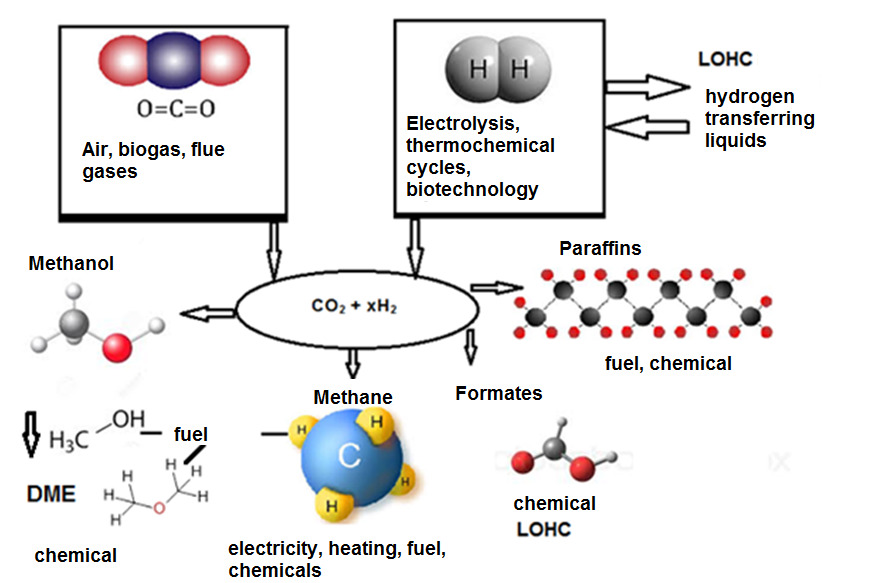 O=C=O
Air, biogas, flue
gases
H H
Electrolysis,
thermochemical
cycles,
biotechnology
LOHC
hydrogen
transferring
liquids
Methanol
CO₂ + xH₂
Paraffins
fuel, chemical
Methane
Formates
H₃C OH
fuel
DME
H
H
H
O
H
H
H
chemical
H
H
C
H
H
electricity, heating, fuel,
chemicals
chemical
LOHC